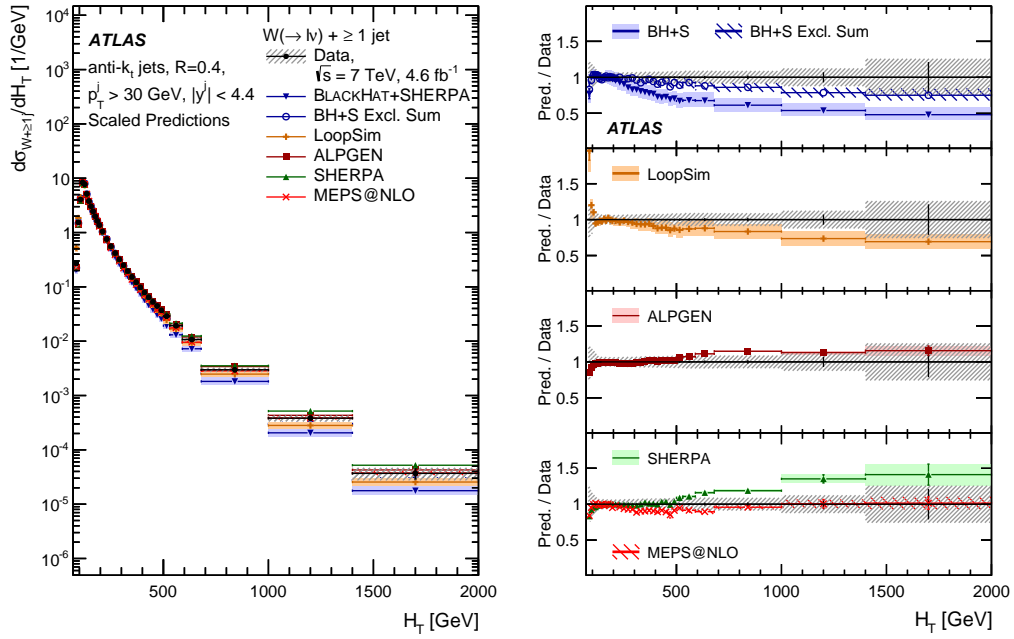 dσ_{W+≥1j}/dH_T [1/GeV]
10^4
10^3
10^2
10
1
10^{-1}
10^{-2}
10^{-3}
10^{-4}
10^{-5}
10^{-6}
ATLAS
anti-k_t jets, R=0.4,
p_T^j > 30 GeV, |y^j| < 4.4
Scaled Predictions
W(→ lν) + ≥ 1 jet
Data,
√s = 7 TeV, 4.6 fb^{-1}
BLACKHAT+SHERPA
BH+S Excl. Sum
LoopSim
ALPGEN
SHERPA
MEPS@NLO
500 1000 1500 2000
H_T [GeV]
Pred. / Data
1.5
1
0.5
BH+S
BH+S Excl. Sum
ATLAS
Pred. / Data
1.5
1
0.5
LoopSim
Pred. / Data
1.5
1
0.5
ALPGEN
Pred. / Data
1.5
1
0.5
SHERPA
MEPS@NLO
500 1000 1500 2000
H_T [GeV]